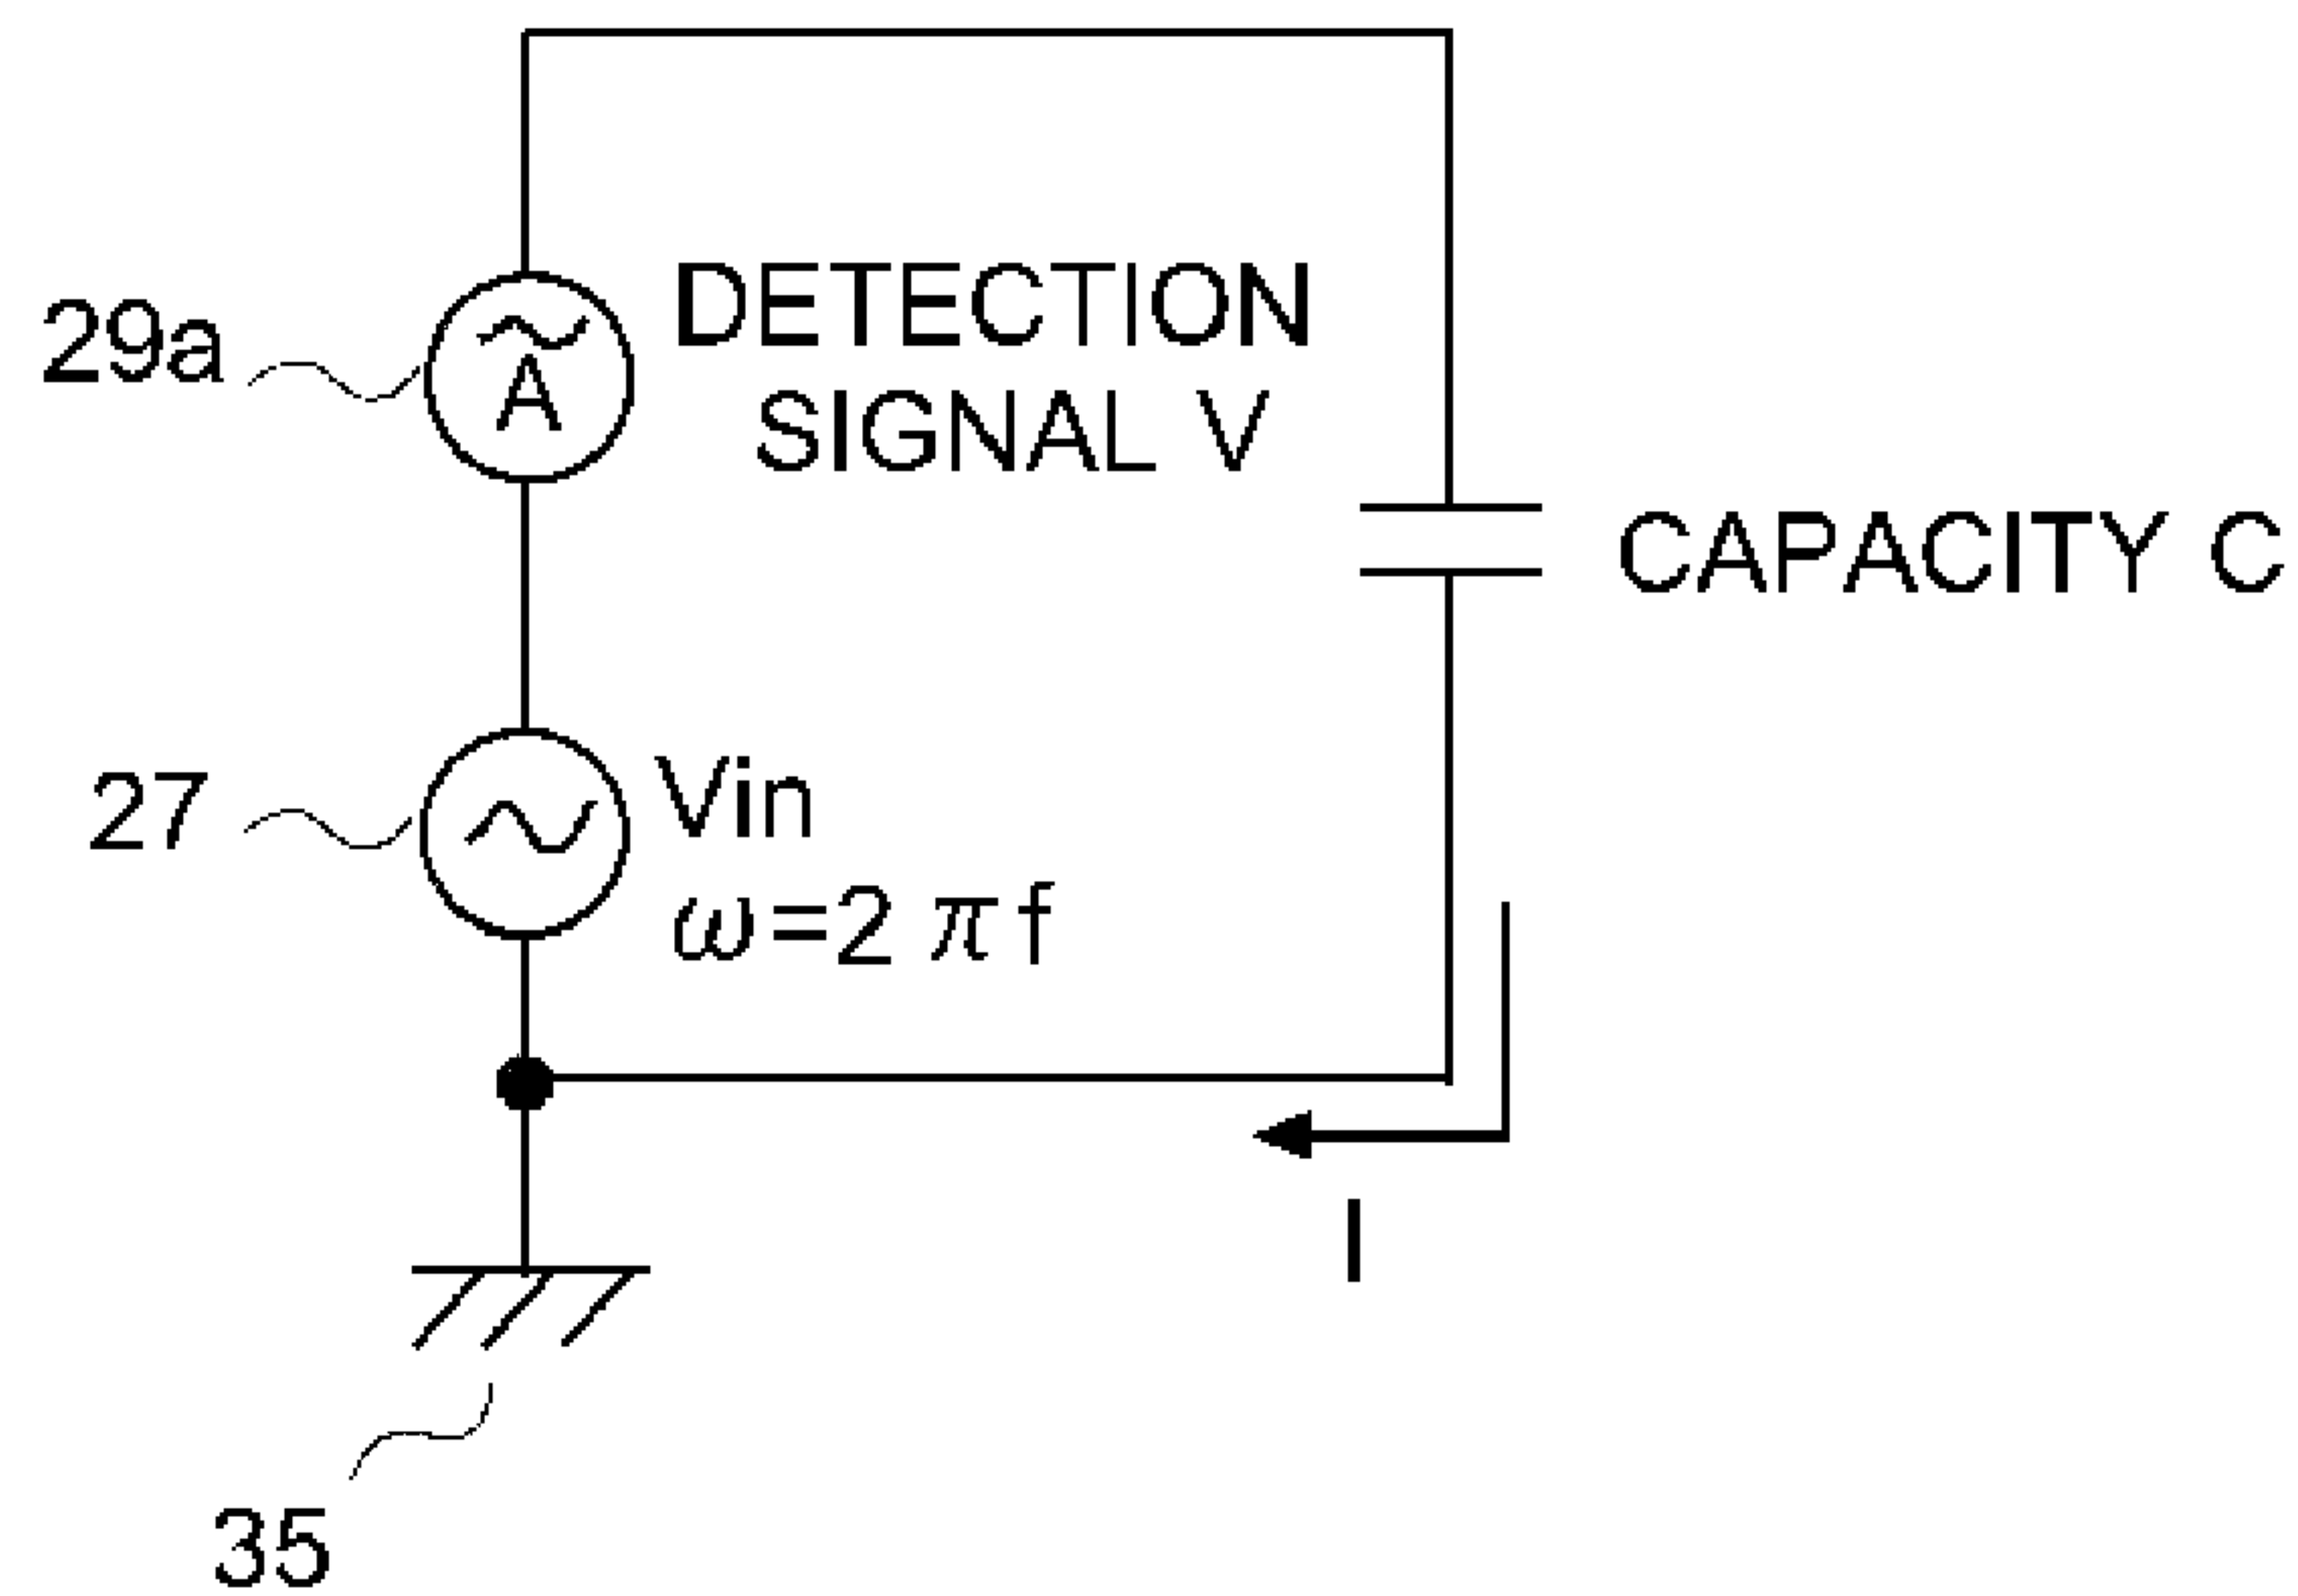 29a
A
DETECTION
SIGNAL V
CAPACITY C
27
Vin
ω=2πf
I
35